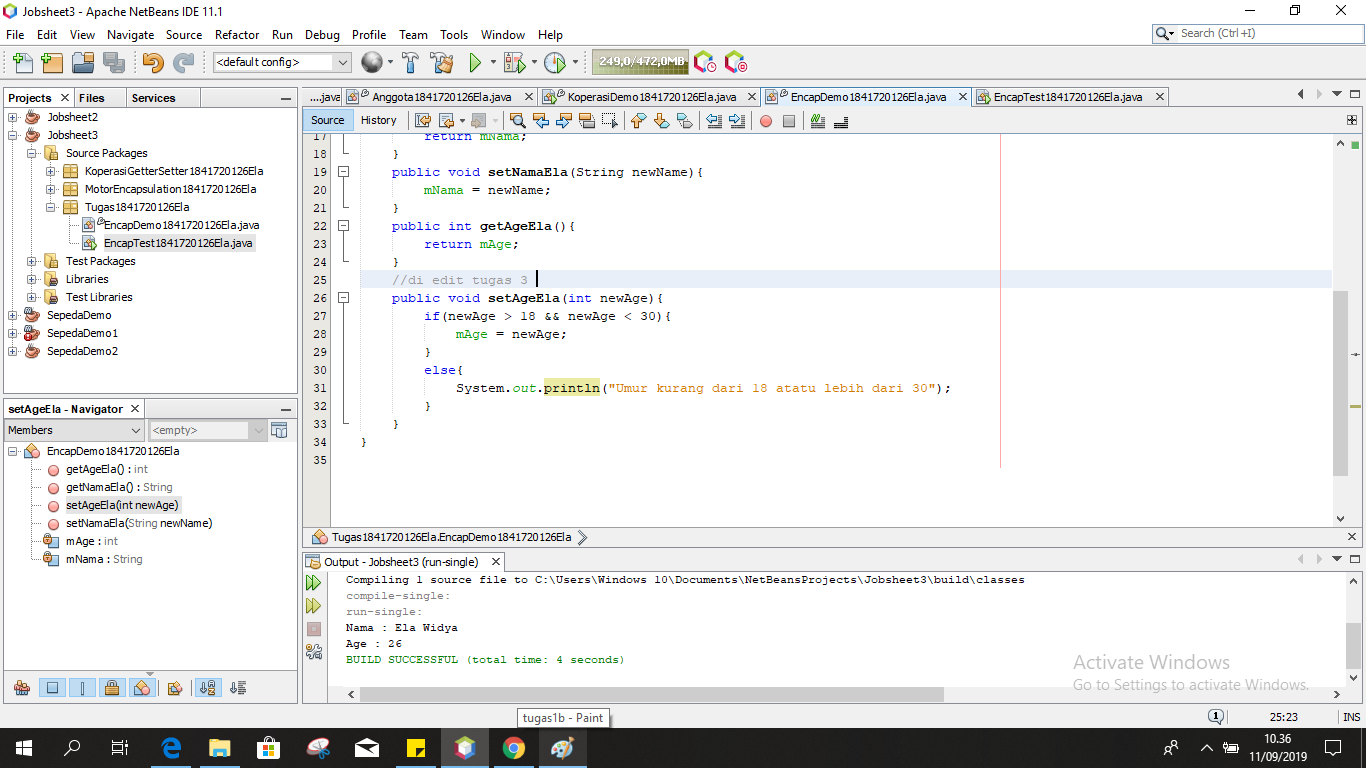 Jobsheet3 - Apache NetBeans IDE 11.1
File Edit View Navigate Source Refactor Run Debug Profile Team Tools Window Help
Search (Ctrl+I)
<default config>
249,0/472,0MB
Projects Files Services
Jobsheet2
Jobsheet3
Source Packages
KoperasiGetterSetter1841720126Ela
MotorEncapsulation1841720126Ela
Tugas1841720126Ela
EncapDemo1841720126Ela.java
EncapTest1841720126Ela.java
Test Packages
Libraries
Test Libraries
SepedaDemo
SepedaDemo1
SepedaDemo2
setAgeEla - Navigator
Members
<empty>
EncapDemo1841720126Ela
getAgeEla() : int
getNamaEla() : String
setAgeEla(int newAge)
setNamaEla(String newName)
mAge : int
mNama : String
....java Anggota1841720126Ela.java KoperasiDemo1841720126Ela.java EncapDemo1841720126Ela.java EncapTest1841720126Ela.java
Source History
17 return mNama;
18 }
19 public void setNamaEla(String newName){
20 mNama = newName;
21 }
22 public int getAgeEla(){
23 return mAge;
24 }
25 //di edit tugas 3
26 public void setAgeEla(int newAge){
27 if(newAge > 18 && newAge < 30){
28 mAge = newAge;
29 }
30 else{
31 System.out.println("Umur kurang dari 18 atatu lebih dari 30");
32 }
33 }
34 }
35
Tugas1841720126Ela.EncapDemo1841720126Ela
Output - Jobsheet3 (run-single)
Compiling 1 source file to C:\Users\Windows 10\Documents\NetBeansProjects\Jobsheet3\build\classes
compile-single:
run-single:
Nama : Ela Widya
Age : 26
BUILD SUCCESSFUL (total time: 4 seconds)
Activate Windows
Go to Settings to activate Windows.
tugas1b - Paint
1
25:23
INS
10.36
11/09/2019